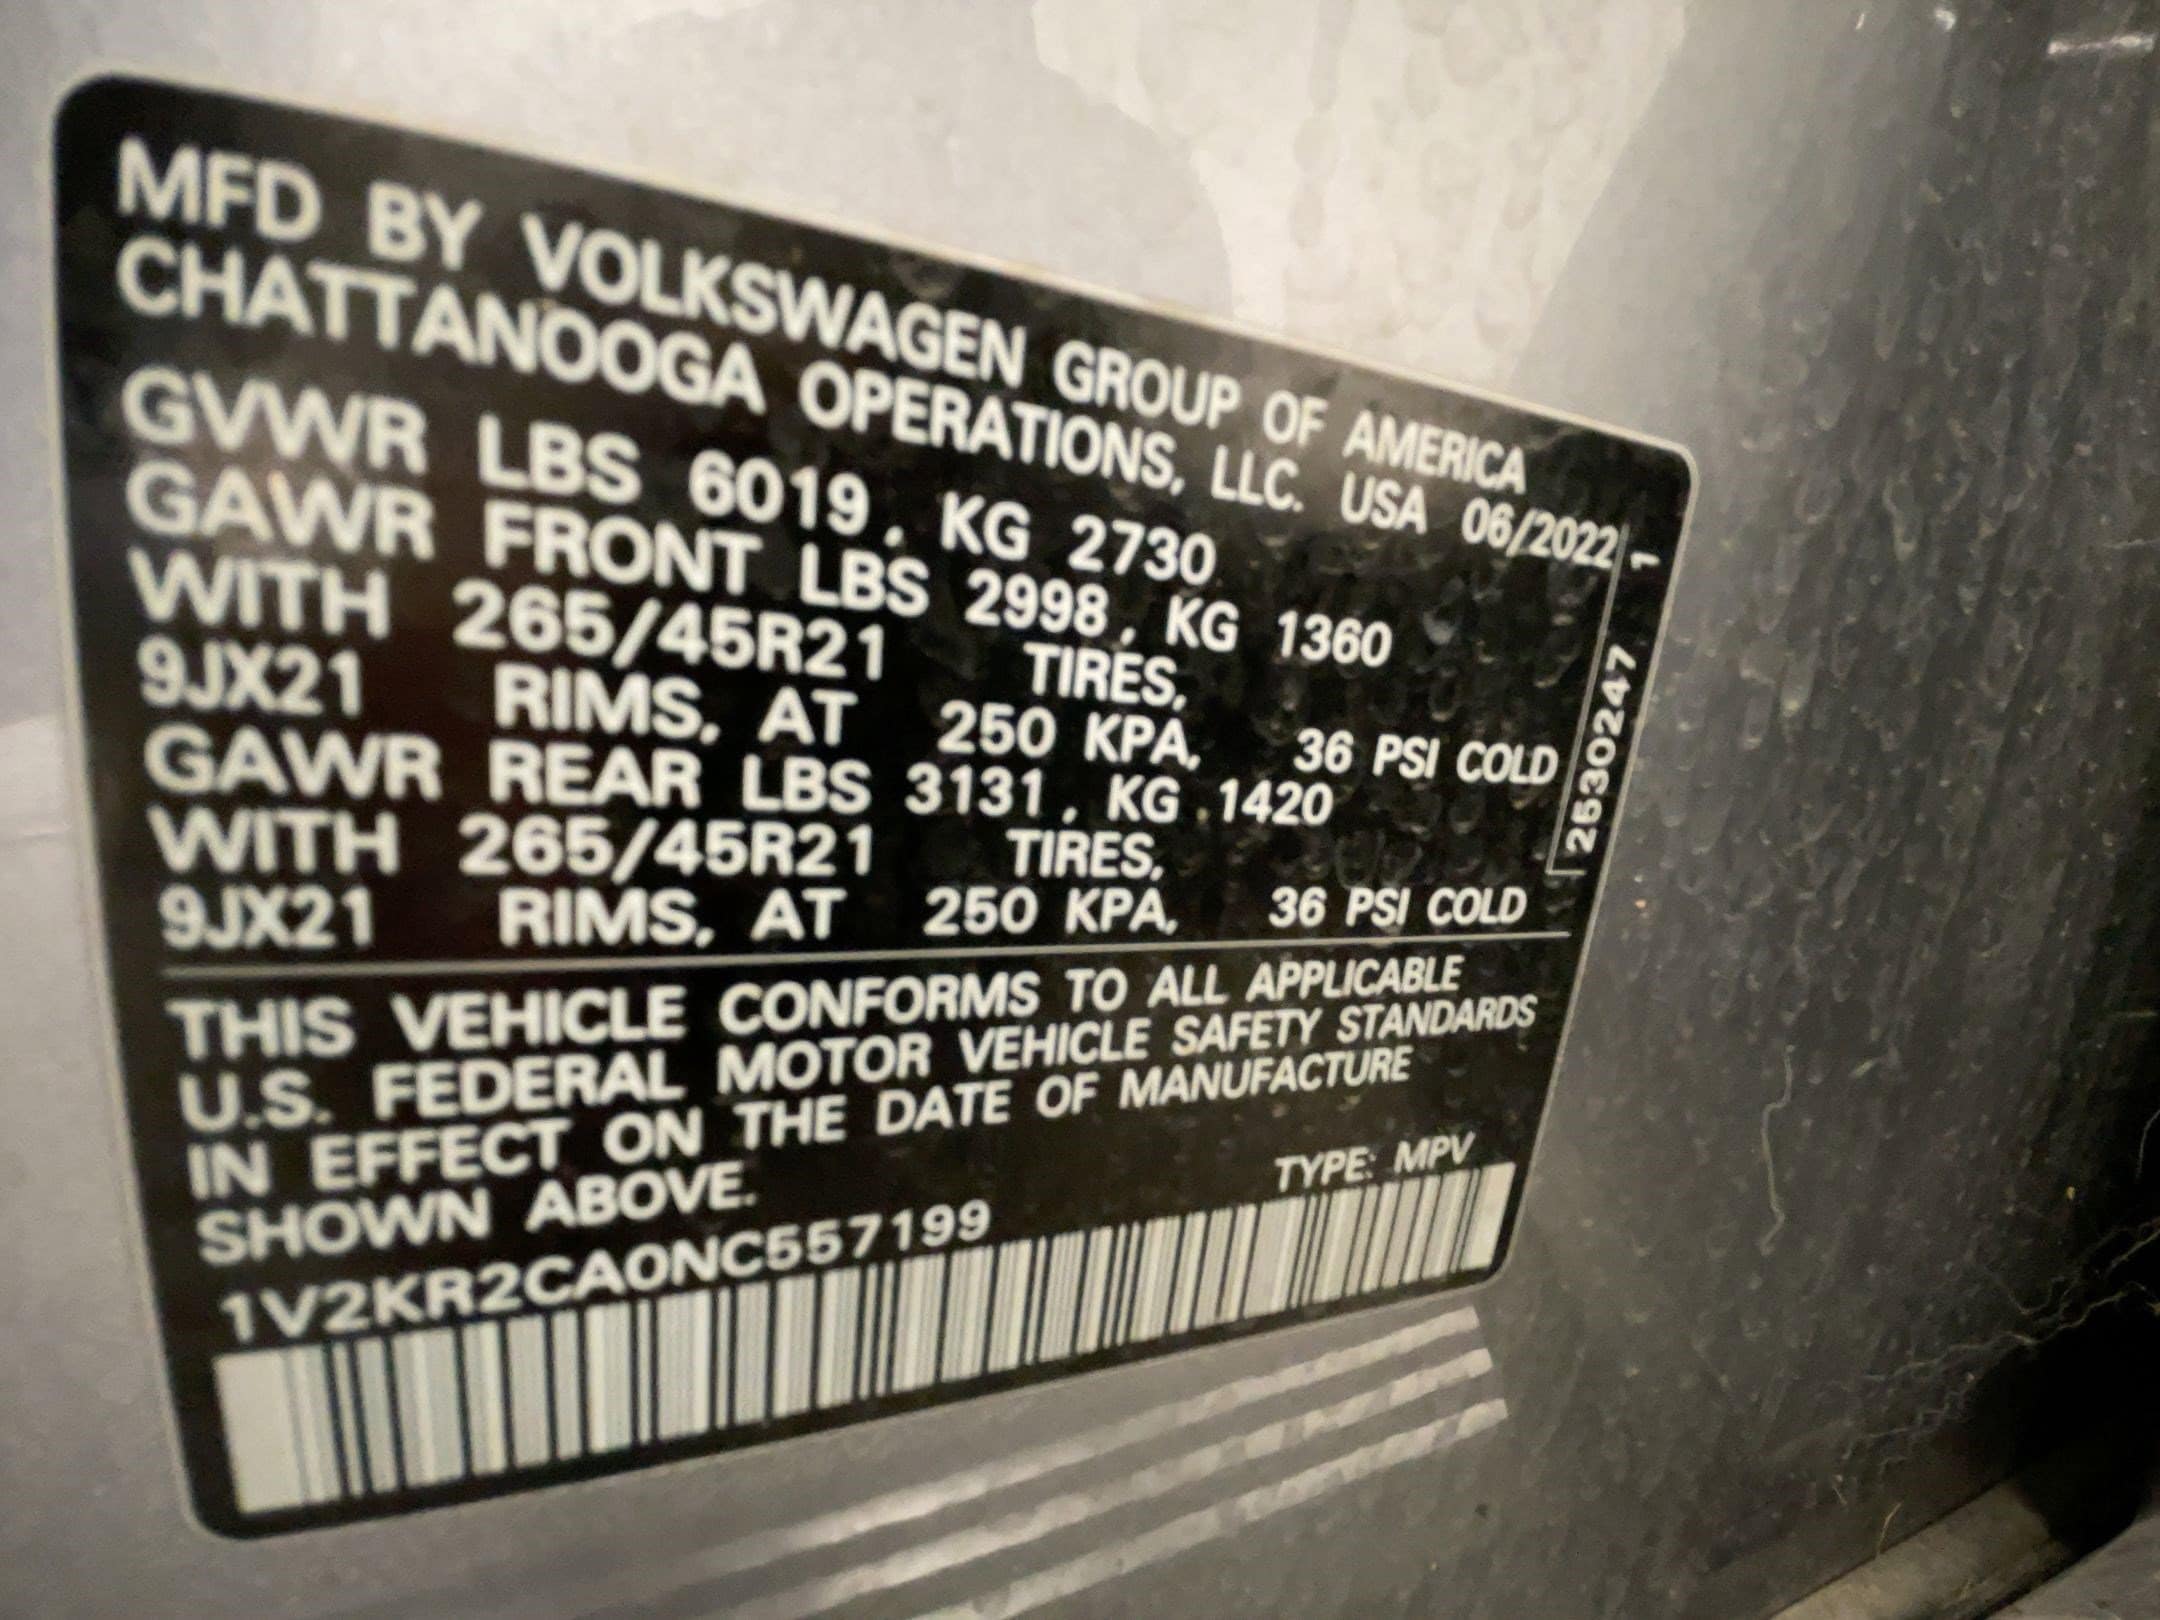 MFD BY VOLKSWAGEN GROUP OF AMERICA
CHATTANOOGA OPERATIONS, LLC. USA 06/2022
GVWR LBS 6019, KG 2730
GAWR FRONT LBS 2998, KG 1360
WITH 265/45R21 TIRES,
9JX21 RIMS, AT 250 KPA, 36 PSI COLD
GAWR REAR LBS 3131, KG 1420
WITH 265/45R21 TIRES,
9JX21 RIMS, AT 250 KPA, 36 PSI COLD
2530247 1
THIS VEHICLE CONFORMS TO ALL APPLICABLE
U.S. FEDERAL MOTOR VEHICLE SAFETY STANDARDS
IN EFFECT ON THE DATE OF MANUFACTURE
SHOWN ABOVE.
TYPE: MPV
1V2KR2CA0NC557199